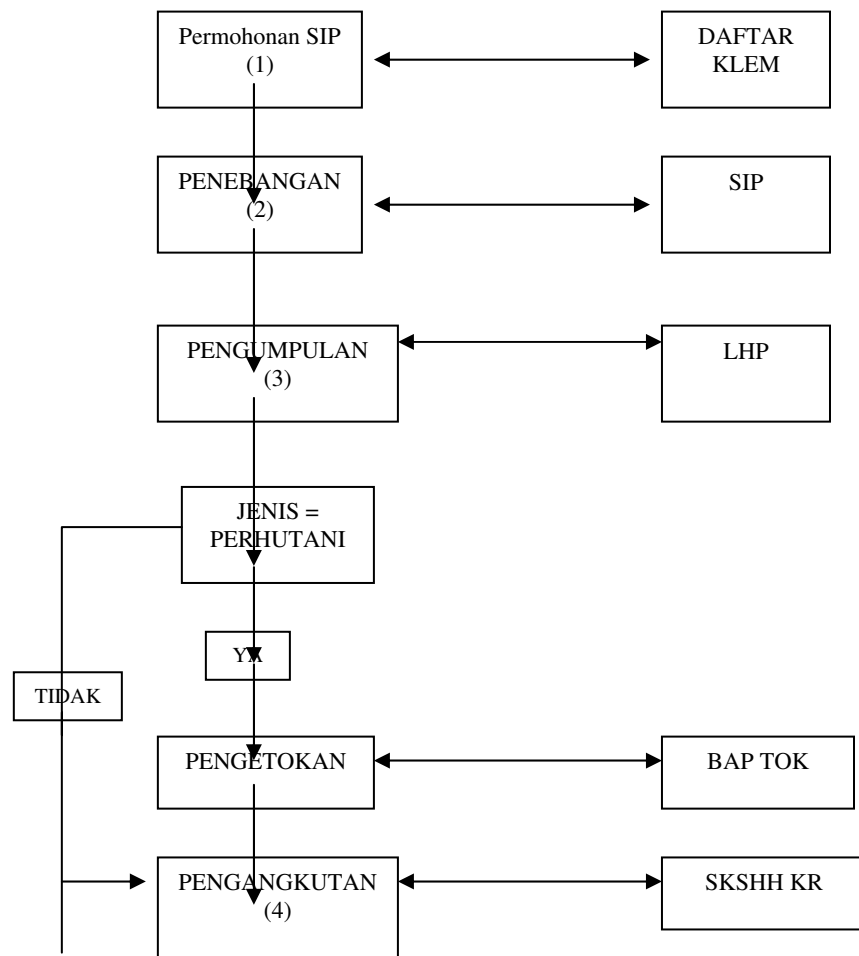 Permohonan SIP
(1)
DAFTAR
KLEM
PENEBANGAN
(2)
SIP
PENGUMPULAN
(3)
LHP
JENIS =
PERHUTANI
YA
TIDAK
PENGETOKAN
BAP TOK
PENGANGKUTAN
(4)
SKSHH KR